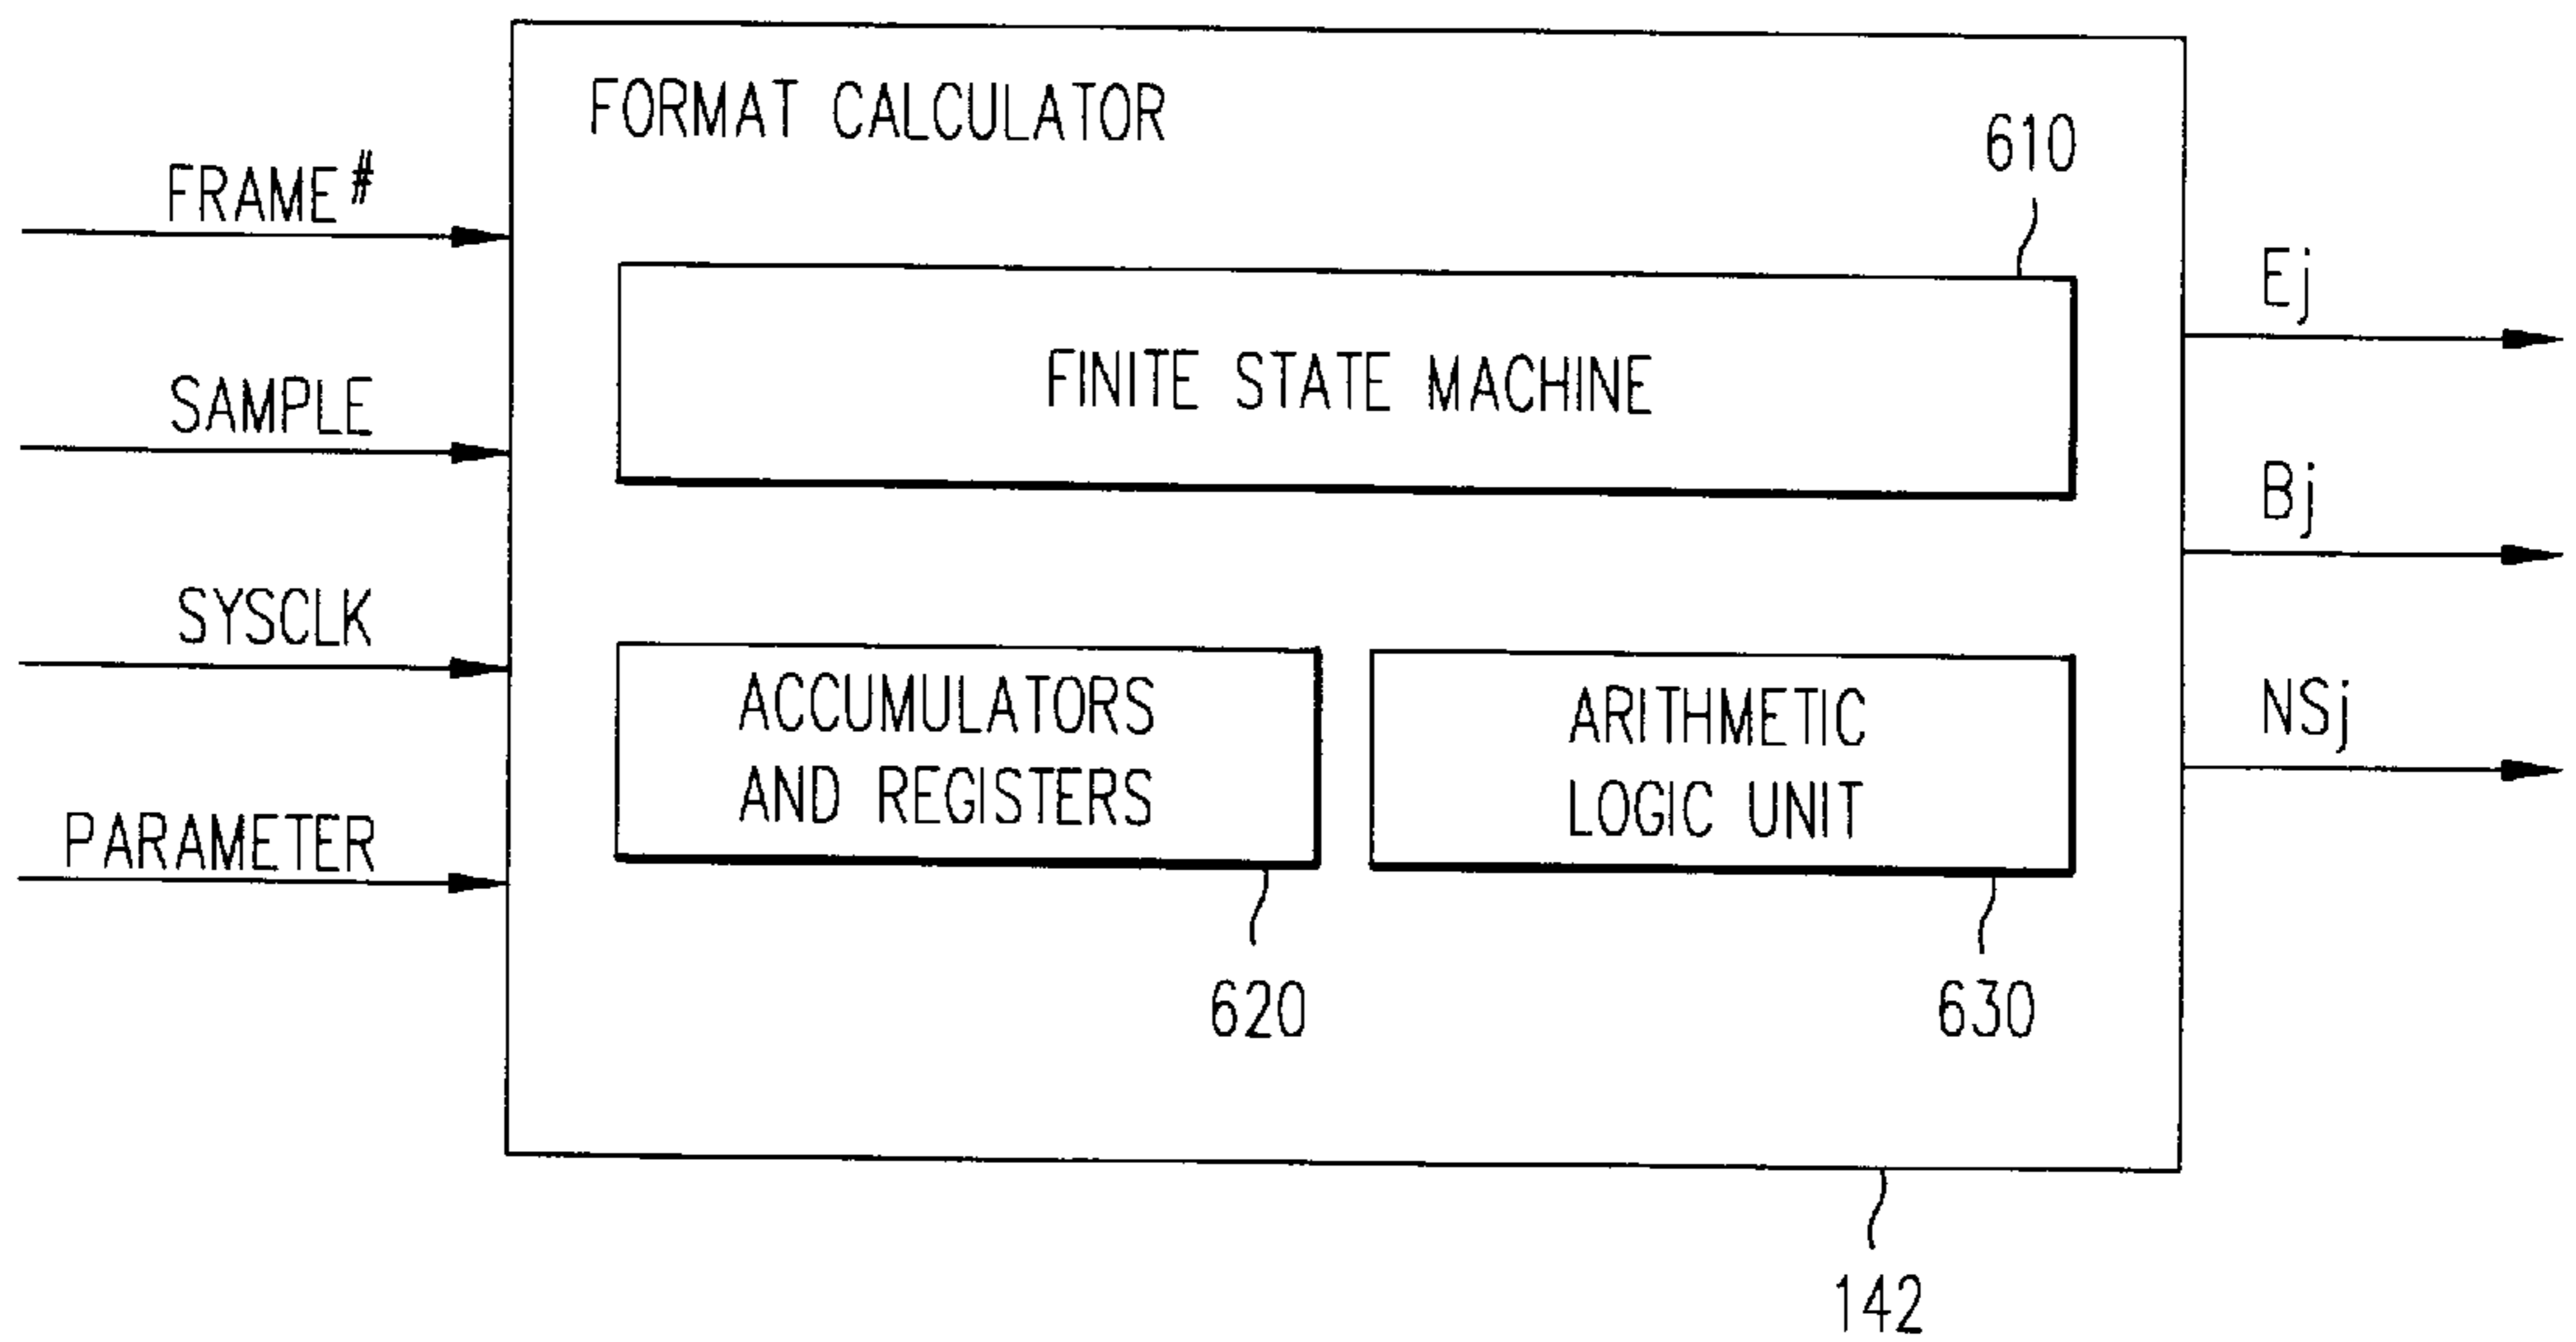 FORMAT CALCULATOR
610
FRAME#
FINITE STATE MACHINE
Ej
SAMPLE
Bj
SYSCLK
ACCUMULATORS
AND REGISTERS
ARITHMETIC
LOGIC UNIT
NSj
PARAMETER
620
630
142